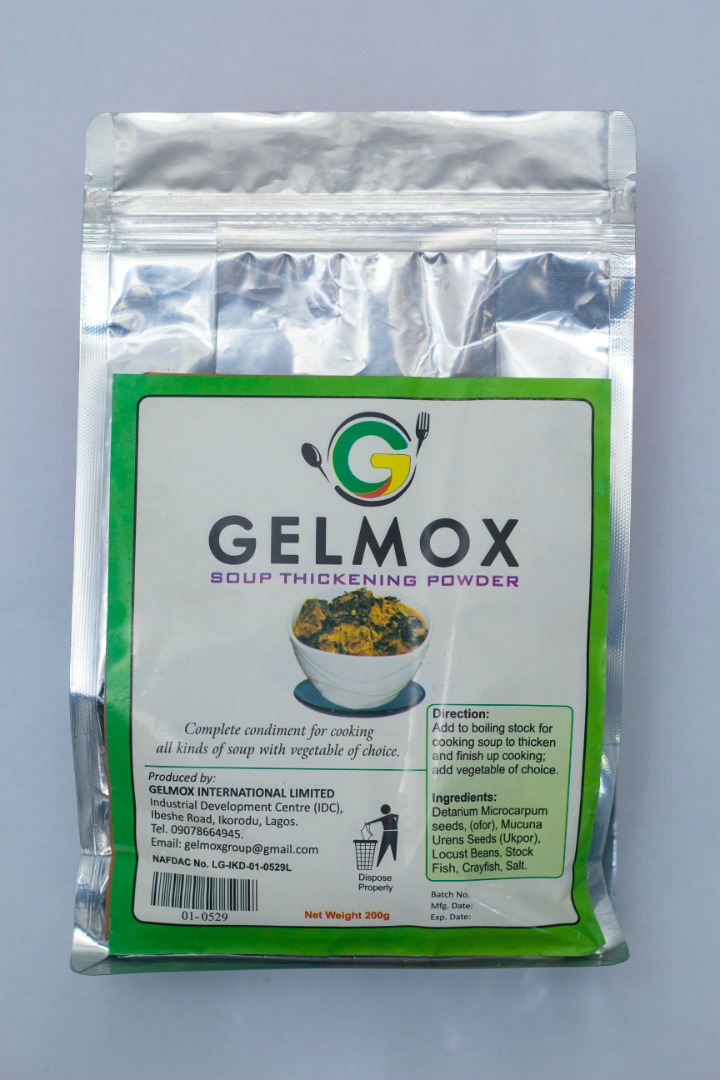 G
GELMOX
SOUP THICKENING POWDER
Complete condiment for cooking
all kinds of soup with vegetable of choice.
Produced by:
GELMOX INTERNATIONAL LIMITED
Industrial Development Centre (IDC),
Ibeshe Road, Ikorodu, Lagos.
Tel. 09078664945.
Email: gelmoxgroup@gmail.com
NAFDAC No. LG-IKD-01-0529L
01-0529
Net Weight 200g
Dispose
Properly
Direction:
Add to boiling stock for
cooking soup to thicken
and finish up cooking;
add vegetable of choice.
Ingredients:
Detarium Microcarpum
seeds, (ofor), Mucuna
Urens Seeds (Ukpor),
Locust Beans, Stock
Fish, Crayfish, Salt.
Batch No.
Mfg. Date:
Exp. Date: